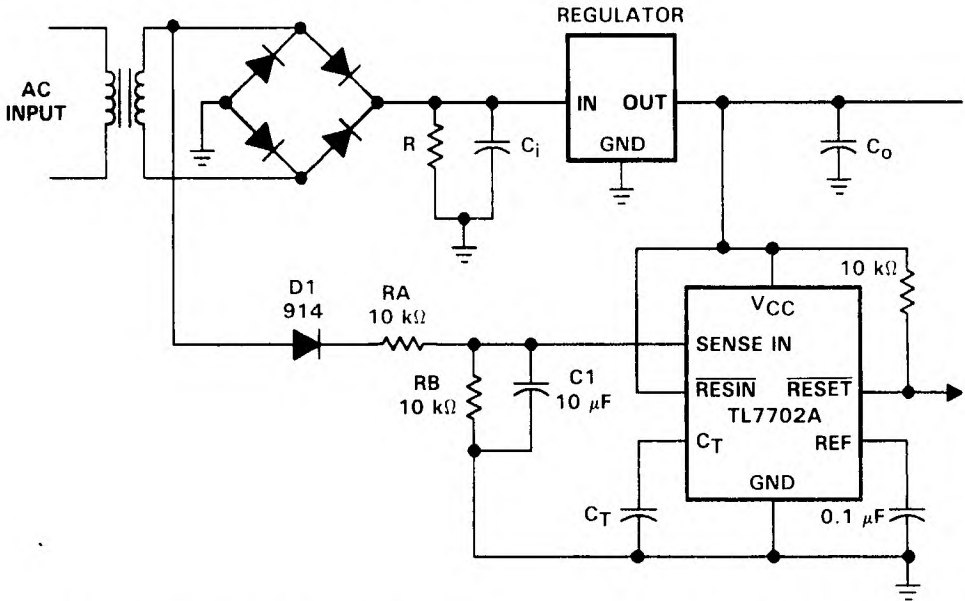 REGULATOR
AC
INPUT
IN OUT
GND
R
Ci
Co
10 kΩ
D1
914
RA
10 kΩ
VCC
SENSE IN
RB
10 kΩ
C1
10 µF
RESIN RESET
TL7702A
CT REF
GND
CT
0.1 µF